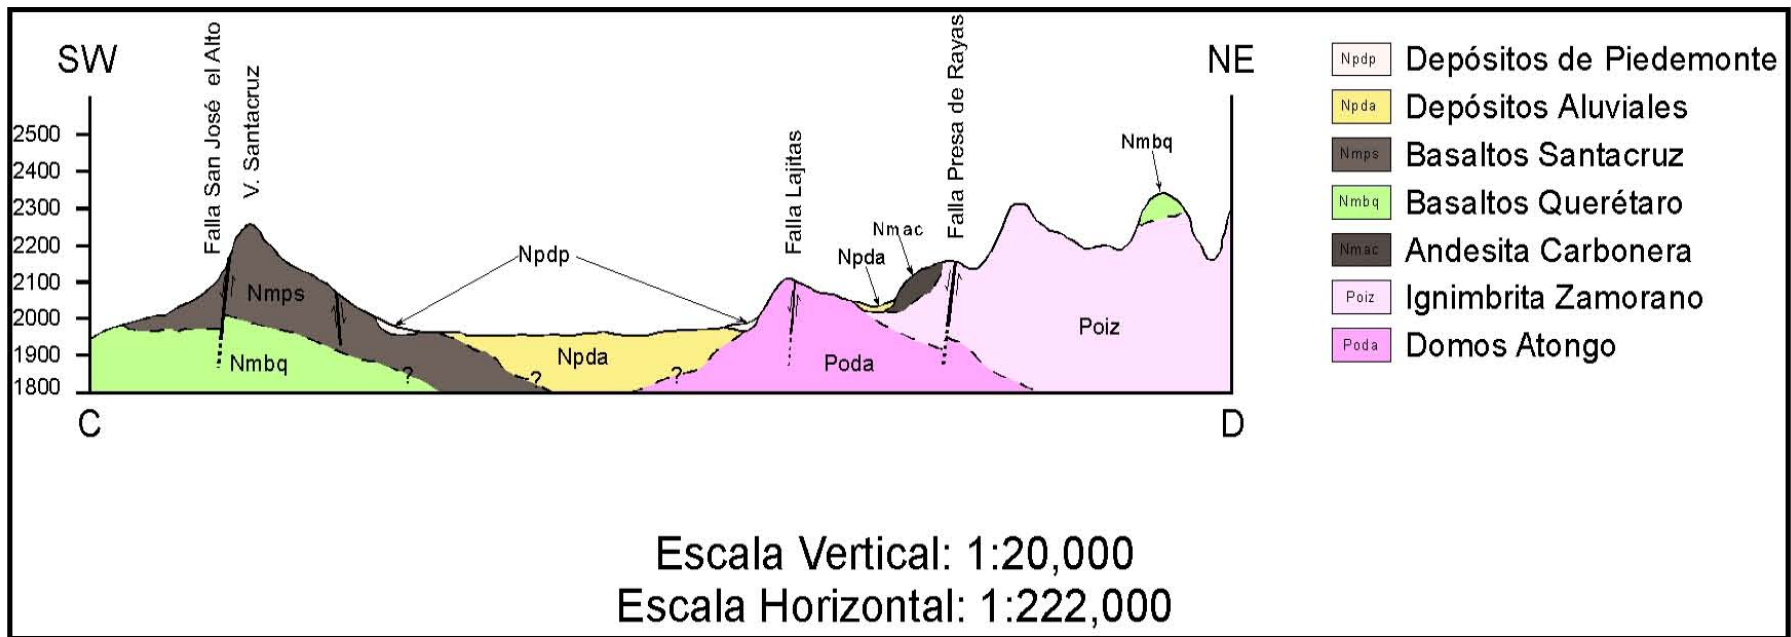 SW
NE
Falla San José el Alto
V. Santacruz
Falla Lajitas
Falla Presa de Rayas
2500
2400
2300
2200
2100
2000
1900
1800
Nmbq
Nmac
Npda
Npdp
Nmps
Poiz
Nmbq
Npda
Poda
?
?
?
C
D
Npdp Depósitos de Piedemonte
Npda Depósitos Aluviales
Nmps Basaltos Santacruz
Nmbq Basaltos Querétaro
Nmac Andesita Carbonera
Poiz Ignimbrita Zamorano
Poda Domos Atongo
Escala Vertical: 1:20,000
Escala Horizontal: 1:222,000